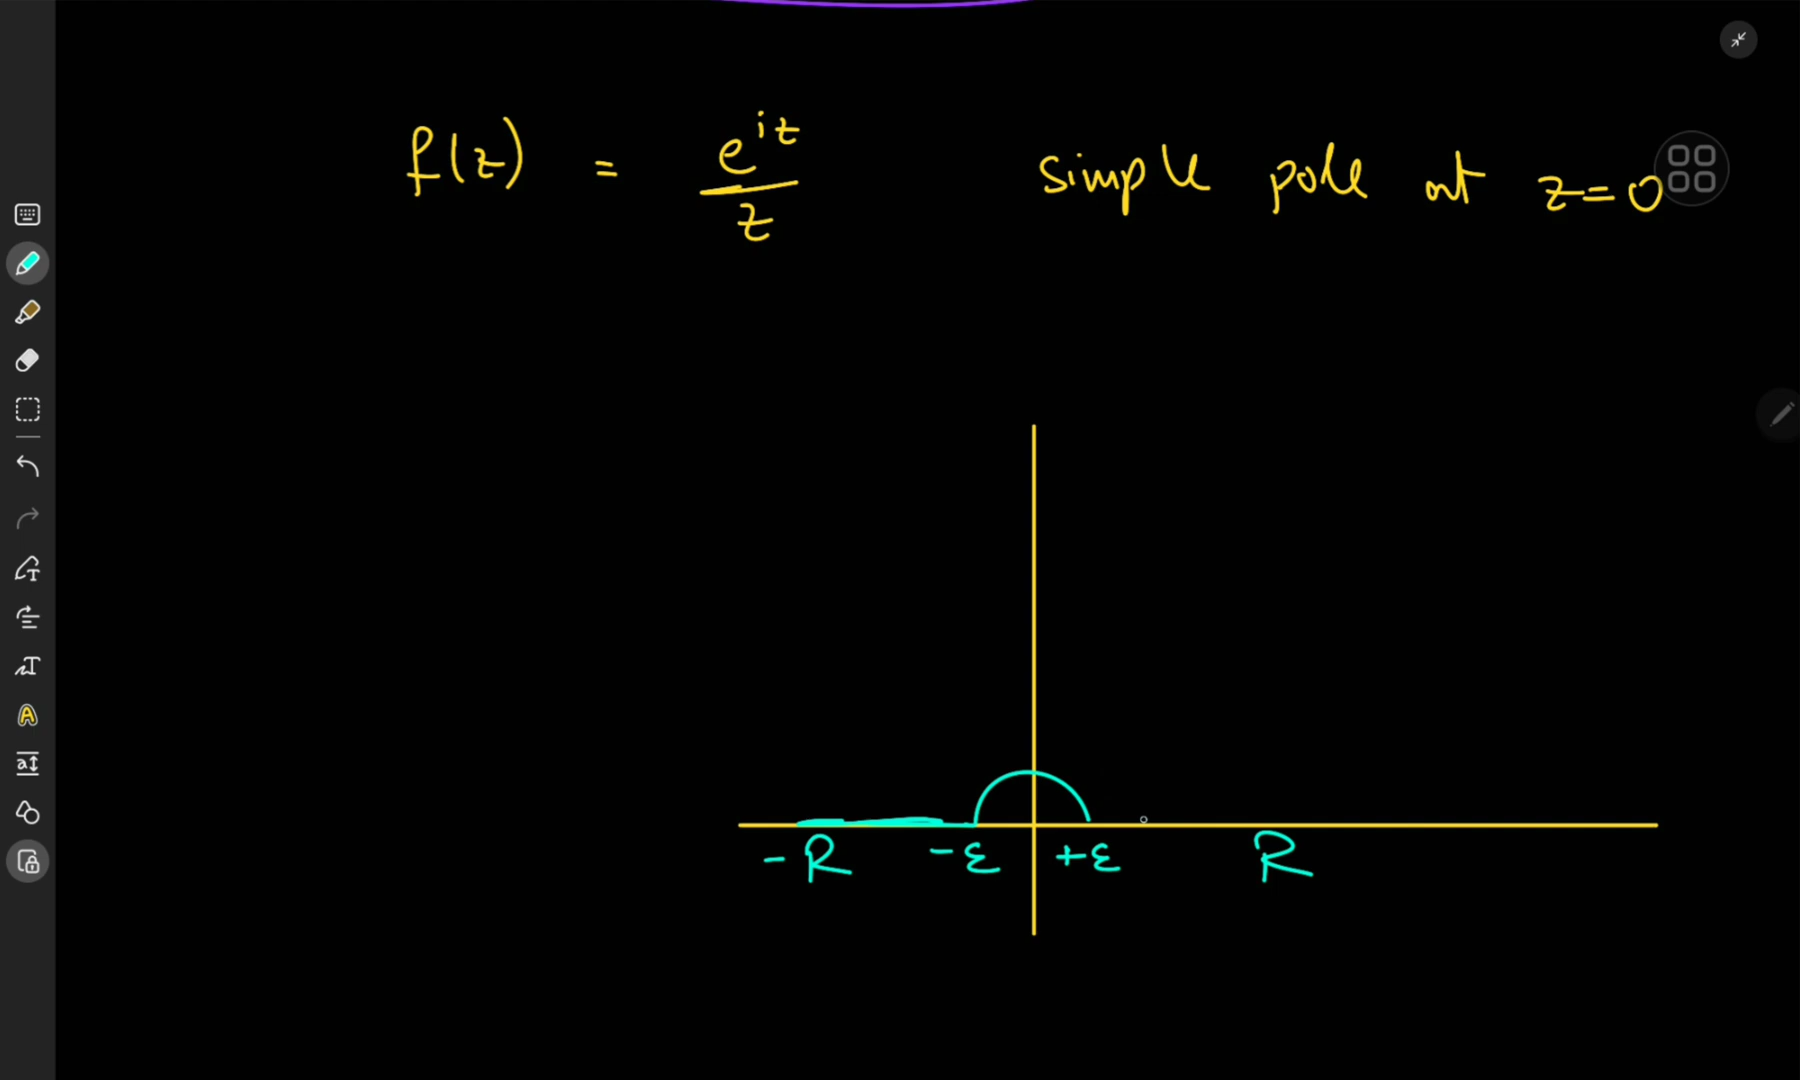 f(z) = e^{iz}/z simple pole at z=0
-R -ε +ε R